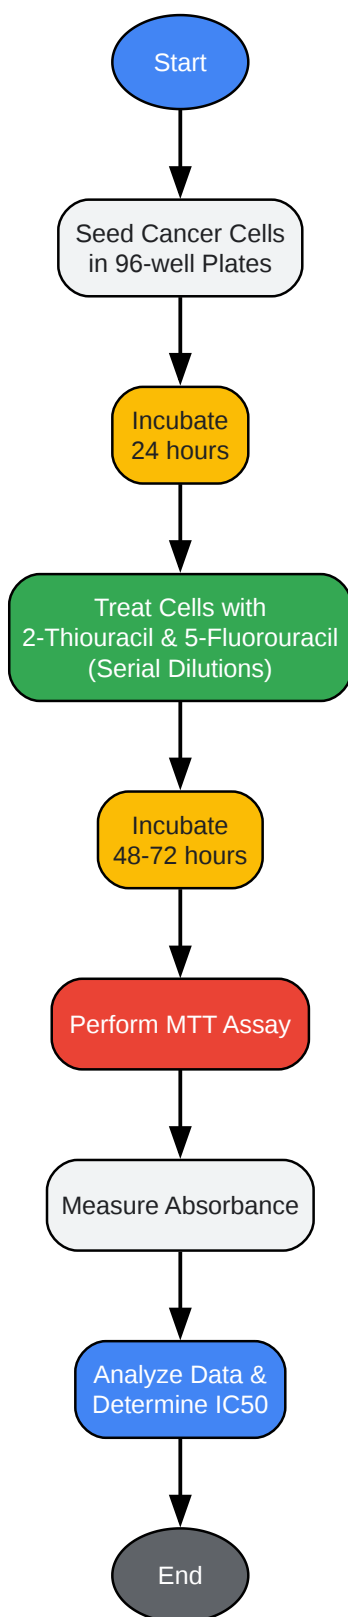 Start
Seed Cancer Cells
in 96-well Plates
Incubate
24 hours
Treat Cells with
2-Thiouracil & 5-Fluorouracil
(Serial Dilutions)
Incubate
48-72 hours
Perform MTT Assay
Measure Absorbance
Analyze Data &
Determine IC50
End